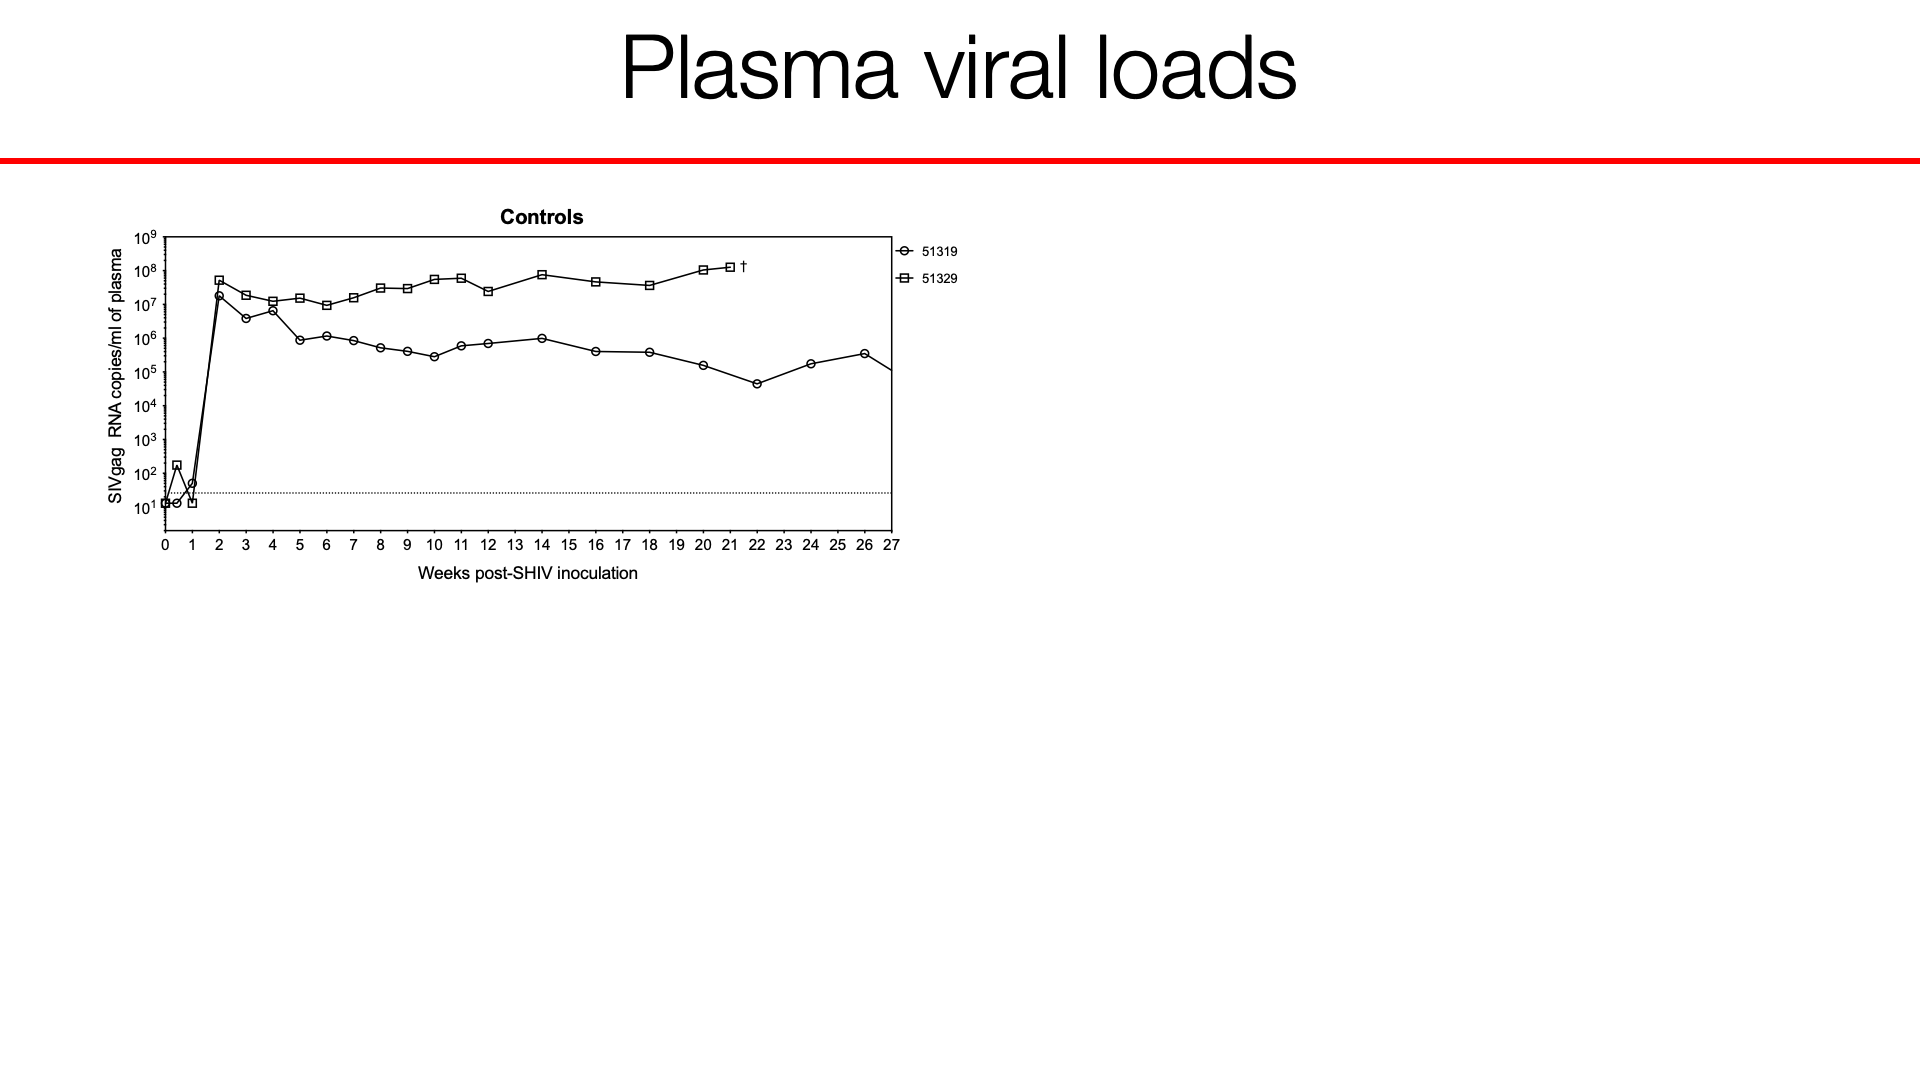 Plasma viral loads
Controls
SIVgag  RNA copies/ml of plasma
10⁹
10⁸
10⁷
10⁶
10⁵
10⁴
10³
10²
10¹
†
51319
51329
0 1 2 3 4 5 6 7 8 9 10 11 12 13 14 15 16 17 18 19 20 21 22 23 24 25 26 27
Weeks post-SHIV inoculation